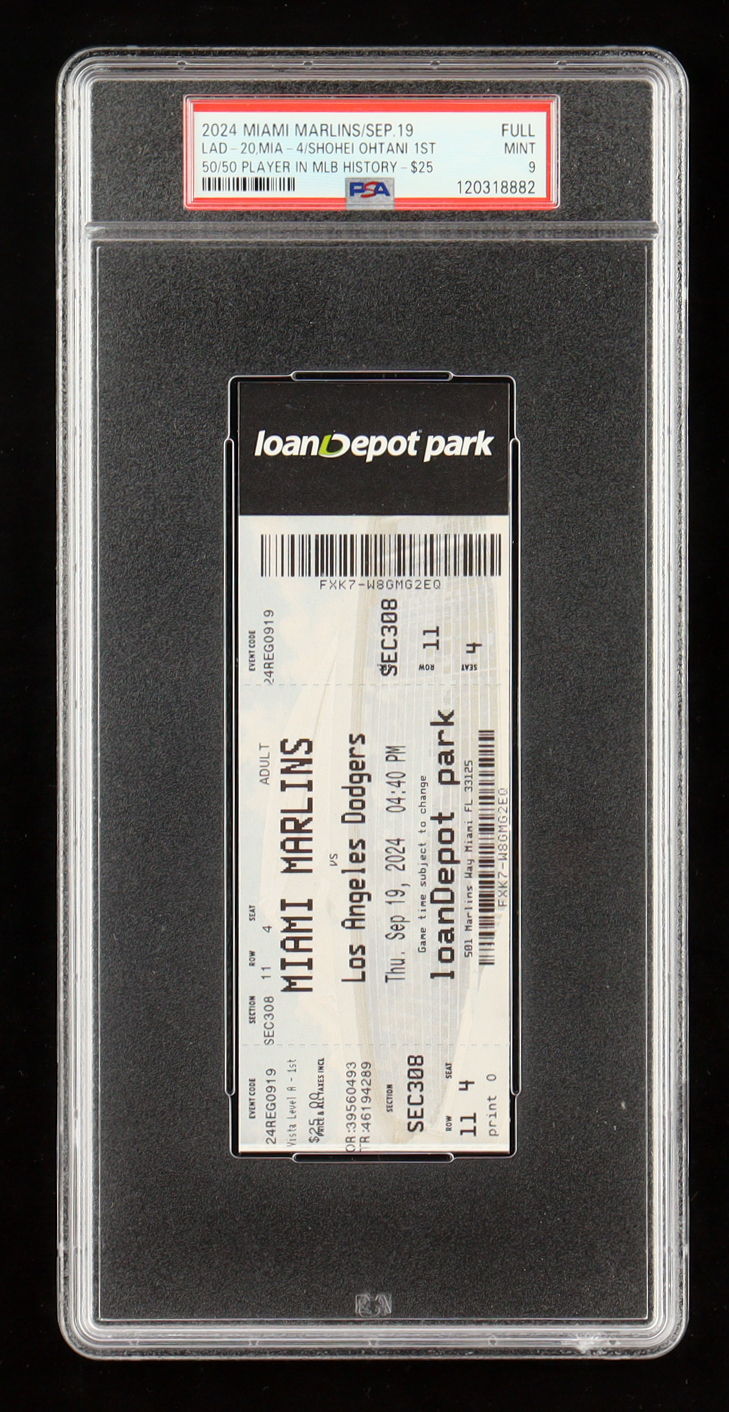 2024 MIAMI MARLINS/SEP.19 FULL
LAD - 20,MIA - 4/SHOHEI OHTANI 1ST MINT
50/50 PLAYER IN MLB HISTORY - $25 9
PSA 120318882
loanDepot park
FXK7-W8GMG2EQ
EVENT CODE
24REG0919
SEC308
ROW 11
SEAT 4
SECTION ROW SEAT
SEC308 11 4 ADULT
MIAMI MARLINS
vs
Los Angeles Dodgers
Thu. Sep 19, 2024 04:40 PM
Game time subject to change
loanDepot park
501 Marlins Way Miami FL 33125
FXK7-W8GMG2EQ
EVENT CODE
24REG0919
Vista Level A - 1st
$25.00
PRICE & ALL TAXES INCL
OR:39560493
TR:46194289
SECTION
SEC308
ROW SEAT
11 4
print 0